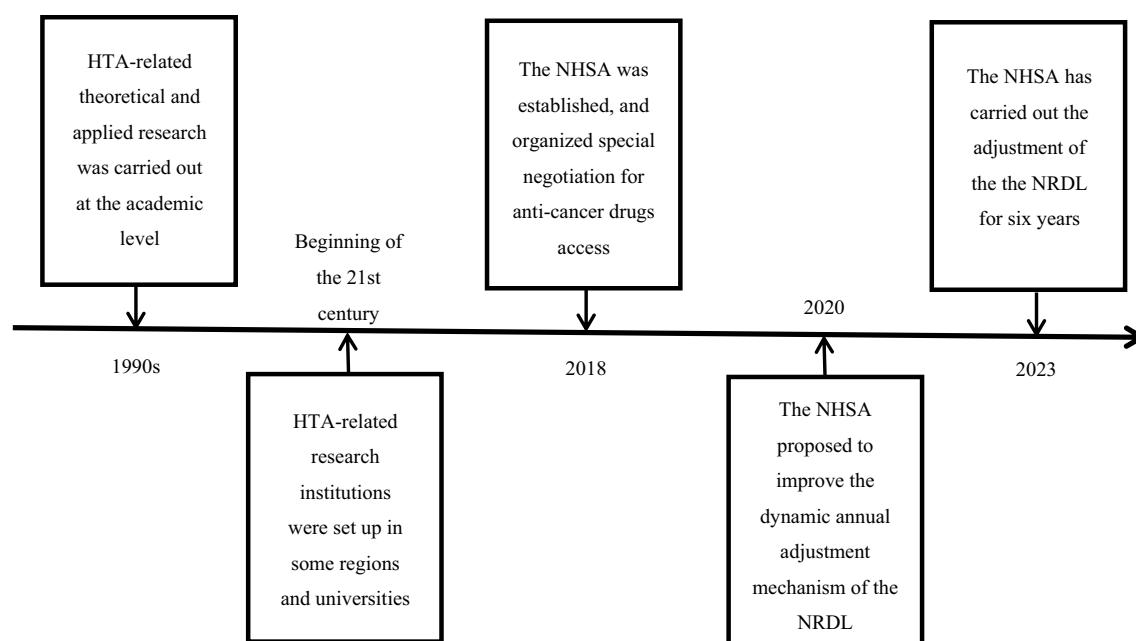 HTA-related
theoretical and
applied research
was carried out
at the academic
level
1990s
Beginning of
the 21st
century
HTA-related
research
institutions
were set up in
some regions
and universities
The NHSA was
established, and
organized special
negotiation for
anti-cancer drugs
access
2018
2020
The NHSA
proposed to
improve the
dynamic annual
adjustment
mechanism of the
NRDL
The NHSA has
carried out the
adjustment of
the the NRDL
for six years
2023